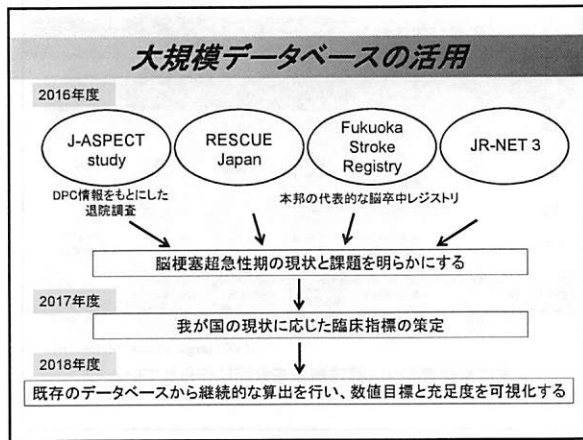 大規模データベースの活用
2016年度
J-ASPECT
study
RESCUE
Japan
Fukuoka
Stroke
Registry
JR-NET 3
DPC情報をもとにした
退院調査
本邦の代表的な脳卒中レジストリ
脳梗塞超急性期の現状と課題を明らかにする
2017年度
我が国の現状に応じた臨床指標の策定
2018年度
既存のデータベースから継続的な算出を行い、数値目標と充足度を可視化する